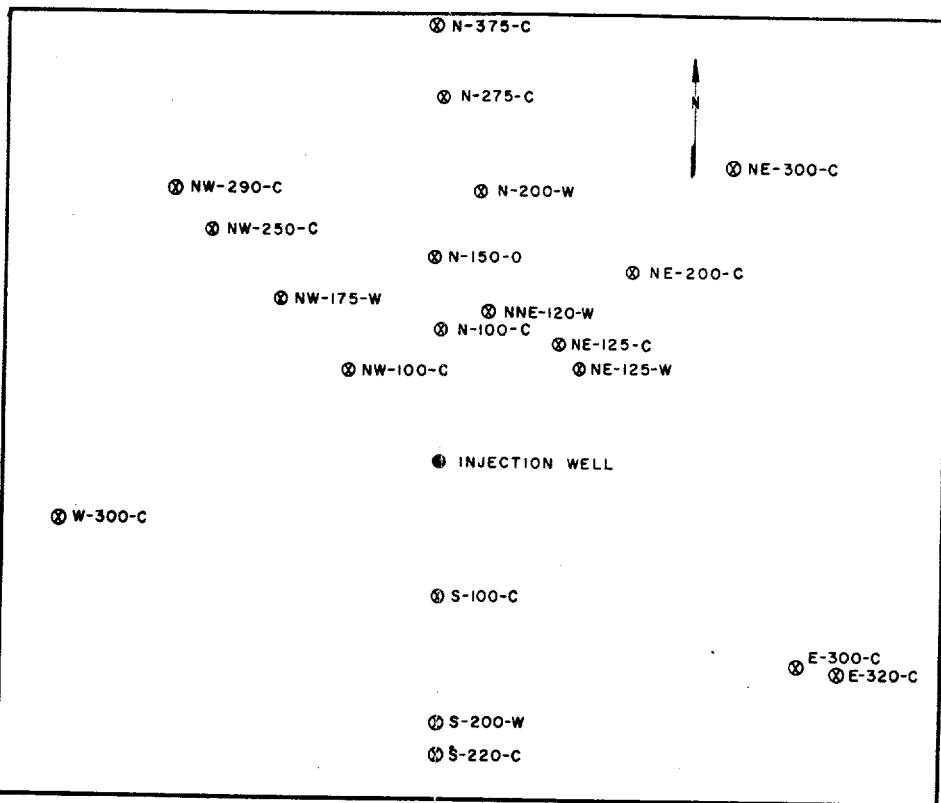 N-375-C
N-275-C
N
NE-300-C
NW-290-C
N-200-W
NW-250-C
N-150-O
NE-200-C
NW-175-W
NNE-120-W
N-100-C
NE-125-C
NW-100-C
NE-125-W
INJECTION WELL
W-300-C
S-100-C
E-300-C
E-320-C
S-200-W
S-220-C